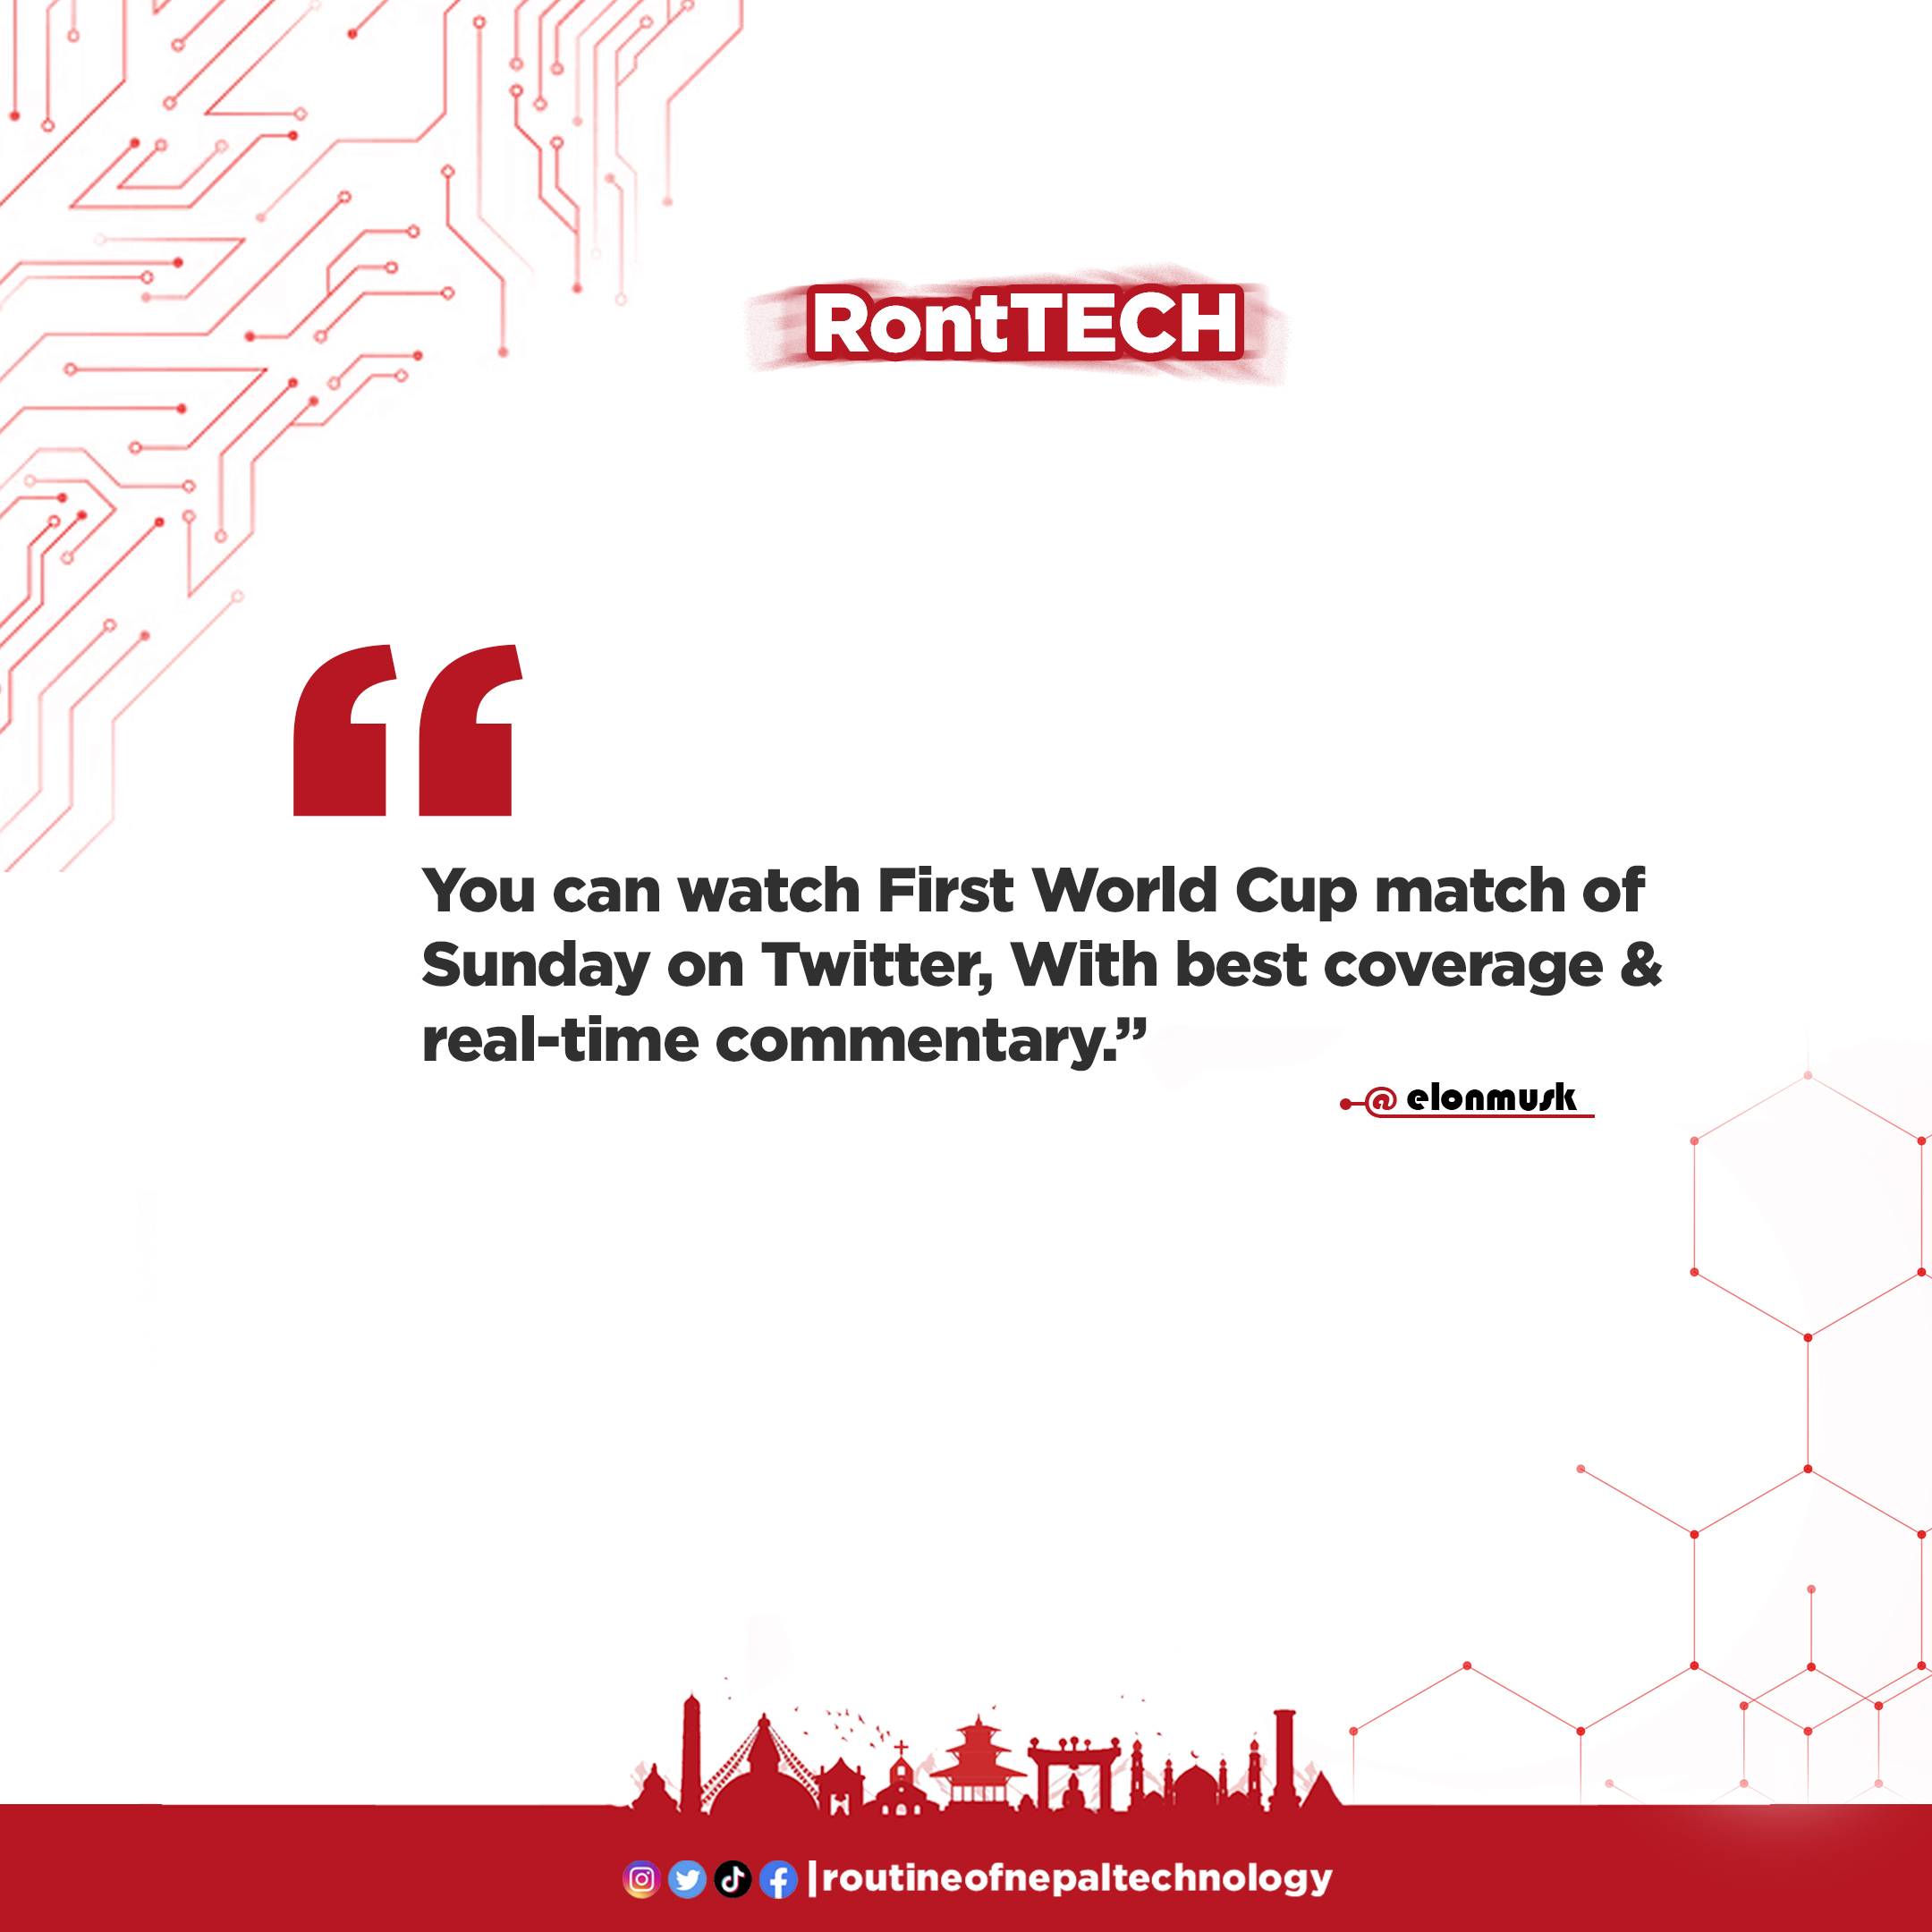 RontTECH
“
You can watch First World Cup match of
Sunday on Twitter, With best coverage &
real-time commentary.”
@ elonmusk
|routineofnepaltechnology